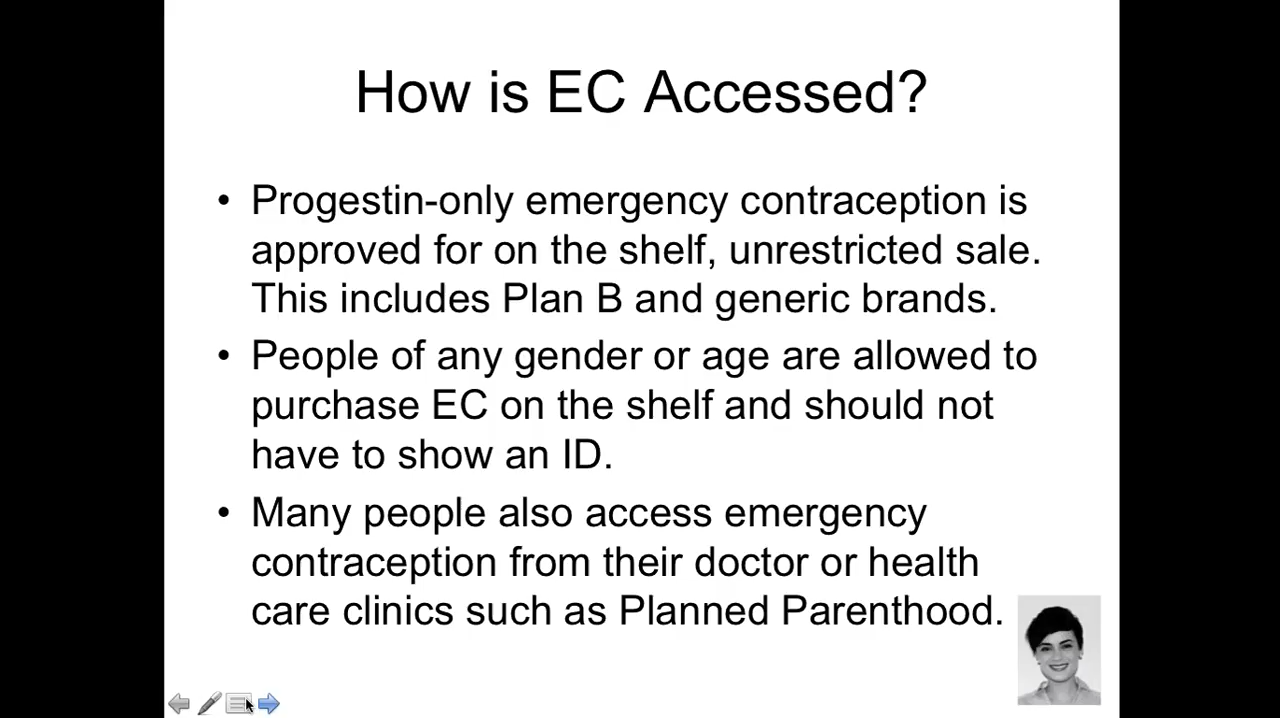 How is EC Accessed?
• Progestin-only emergency contraception is
approved for on the shelf, unrestricted sale.
This includes Plan B and generic brands.
• People of any gender or age are allowed to
purchase EC on the shelf and should not
have to show an ID.
• Many people also access emergency
contraception from their doctor or health
care clinics such as Planned Parenthood.